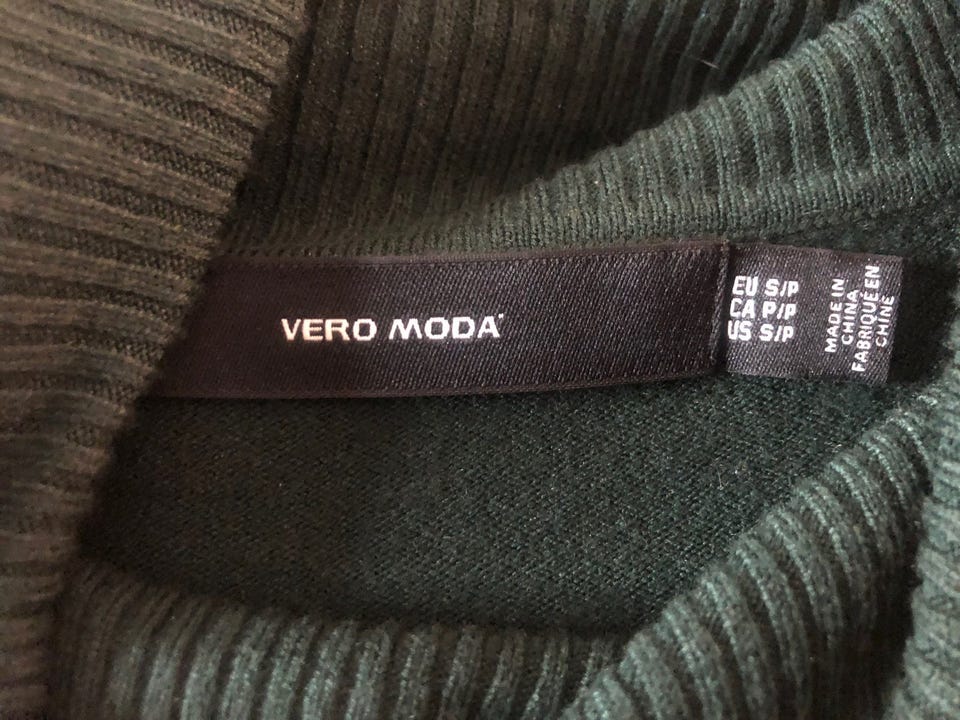 VERO MODA
EU S/P
CA P/P
US S/P
MADE IN
CHINA
FABRIQUÉ EN
CHINE